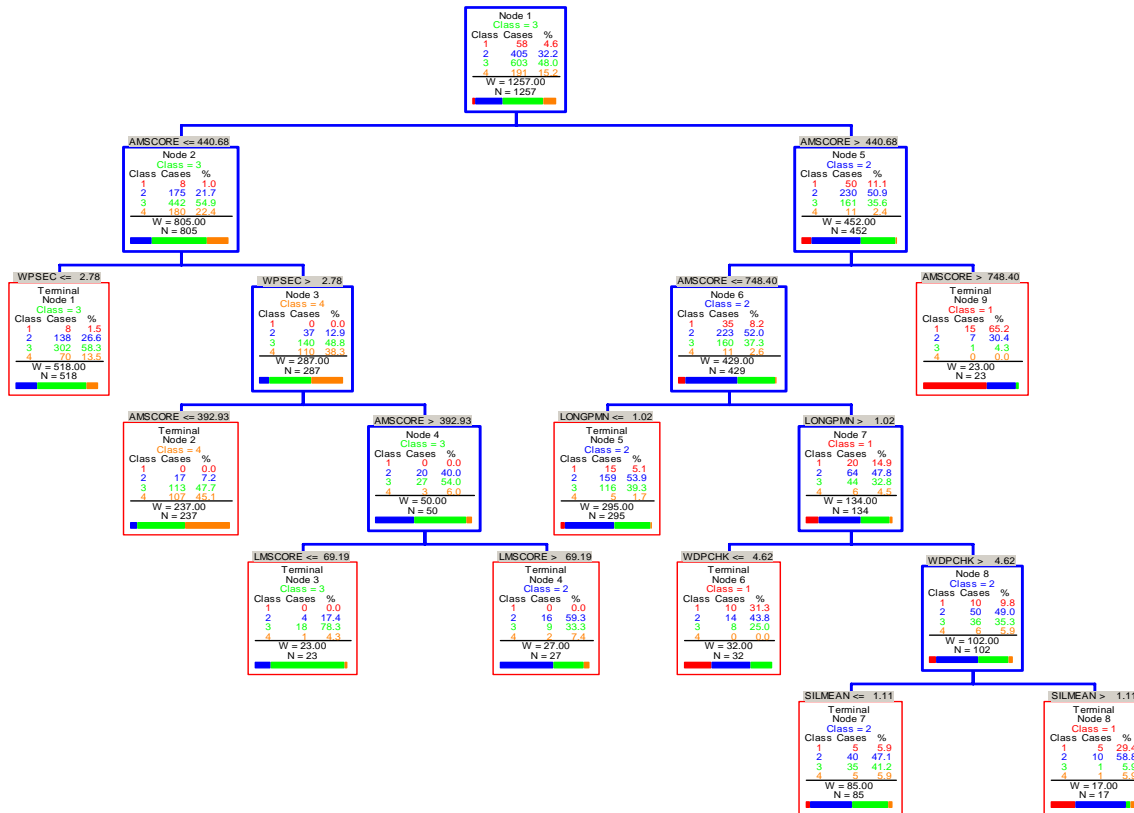 Node 1
Class = 3
Class Cases %
1 58 4.6
2 405 32.2
3 603 48.0
4 191 15.2
W = 1257.00
N = 1257
AMSCORE <= 440.68
Node 2
Class = 3
Class Cases %
1 8 1.0
2 175 21.7
3 442 54.9
4 180 22.4
W = 805.00
N = 805
AMSCORE > 440.68
Node 5
Class = 2
Class Cases %
1 50 11.1
2 230 50.9
3 161 35.6
4 11 2.4
W = 452.00
N = 452
WPSEC <= 2.78
Terminal
Node 1
Class = 3
Class Cases %
1 8 1.5
2 138 26.6
3 302 58.3
4 70 13.5
W = 518.00
N = 518
WPSEC > 2.78
Node 3
Class = 4
Class Cases %
1 0 0.0
2 37 12.9
3 140 48.8
4 110 38.3
W = 287.00
N = 287
AMSCORE <= 748.40
Node 6
Class = 2
Class Cases %
1 35 8.2
2 223 52.0
3 160 37.3
4 11 2.6
W = 429.00
N = 429
AMSCORE > 748.40
Terminal
Node 9
Class = 1
Class Cases %
1 15 65.2
2 7 30.4
3 1 4.3
4 0 0.0
W = 23.00
N = 23
AMSCORE <= 392.93
Terminal
Node 2
Class = 4
Class Cases %
1 0 0.0
2 17 7.2
3 113 47.7
4 107 45.1
W = 237.00
N = 237
AMSCORE > 392.93
Node 4
Class = 3
Class Cases %
1 0 0.0
2 20 40.0
3 27 54.0
4 3 6.0
W = 50.00
N = 50
LONGPMN <= 1.02
Terminal
Node 5
Class = 2
Class Cases %
1 15 5.1
2 159 53.9
3 116 39.3
4 5 1.7
W = 295.00
N = 295
LONGPMN > 1.02
Node 7
Class = 1
Class Cases %
1 20 14.9
2 64 47.8
3 44 32.8
4 6 4.5
W = 134.00
N = 134
LMSCORE <= 69.19
Terminal
Node 3
Class = 3
Class Cases %
1 0 0.0
2 4 17.4
3 18 78.3
4 1 4.3
W = 23.00
N = 23
LMSCORE > 69.19
Terminal
Node 4
Class = 2
Class Cases %
1 0 0.0
2 16 59.3
3 9 33.3
4 2 7.4
W = 27.00
N = 27
WDPCHK <= 4.62
Terminal
Node 6
Class = 1
Class Cases %
1 10 31.3
2 14 43.8
3 8 25.0
4 0 0.0
W = 32.00
N = 32
WDPCHK > 4.62
Node 8
Class = 2
Class Cases %
1 10 9.8
2 50 49.0
3 36 35.3
4 6 5.9
W = 102.00
N = 102
SILMEAN <= 1.11
Terminal
Node 7
Class = 2
Class Cases %
1 5 5.9
2 40 47.1
3 35 41.2
4 5 5.9
W = 85.00
N = 85
SILMEAN > 1.11
Terminal
Node 8
Class = 1
Class Cases %
1 5 29.4
2 10 58.8
3 1 5.9
4 1 5.9
W = 17.00
N = 17